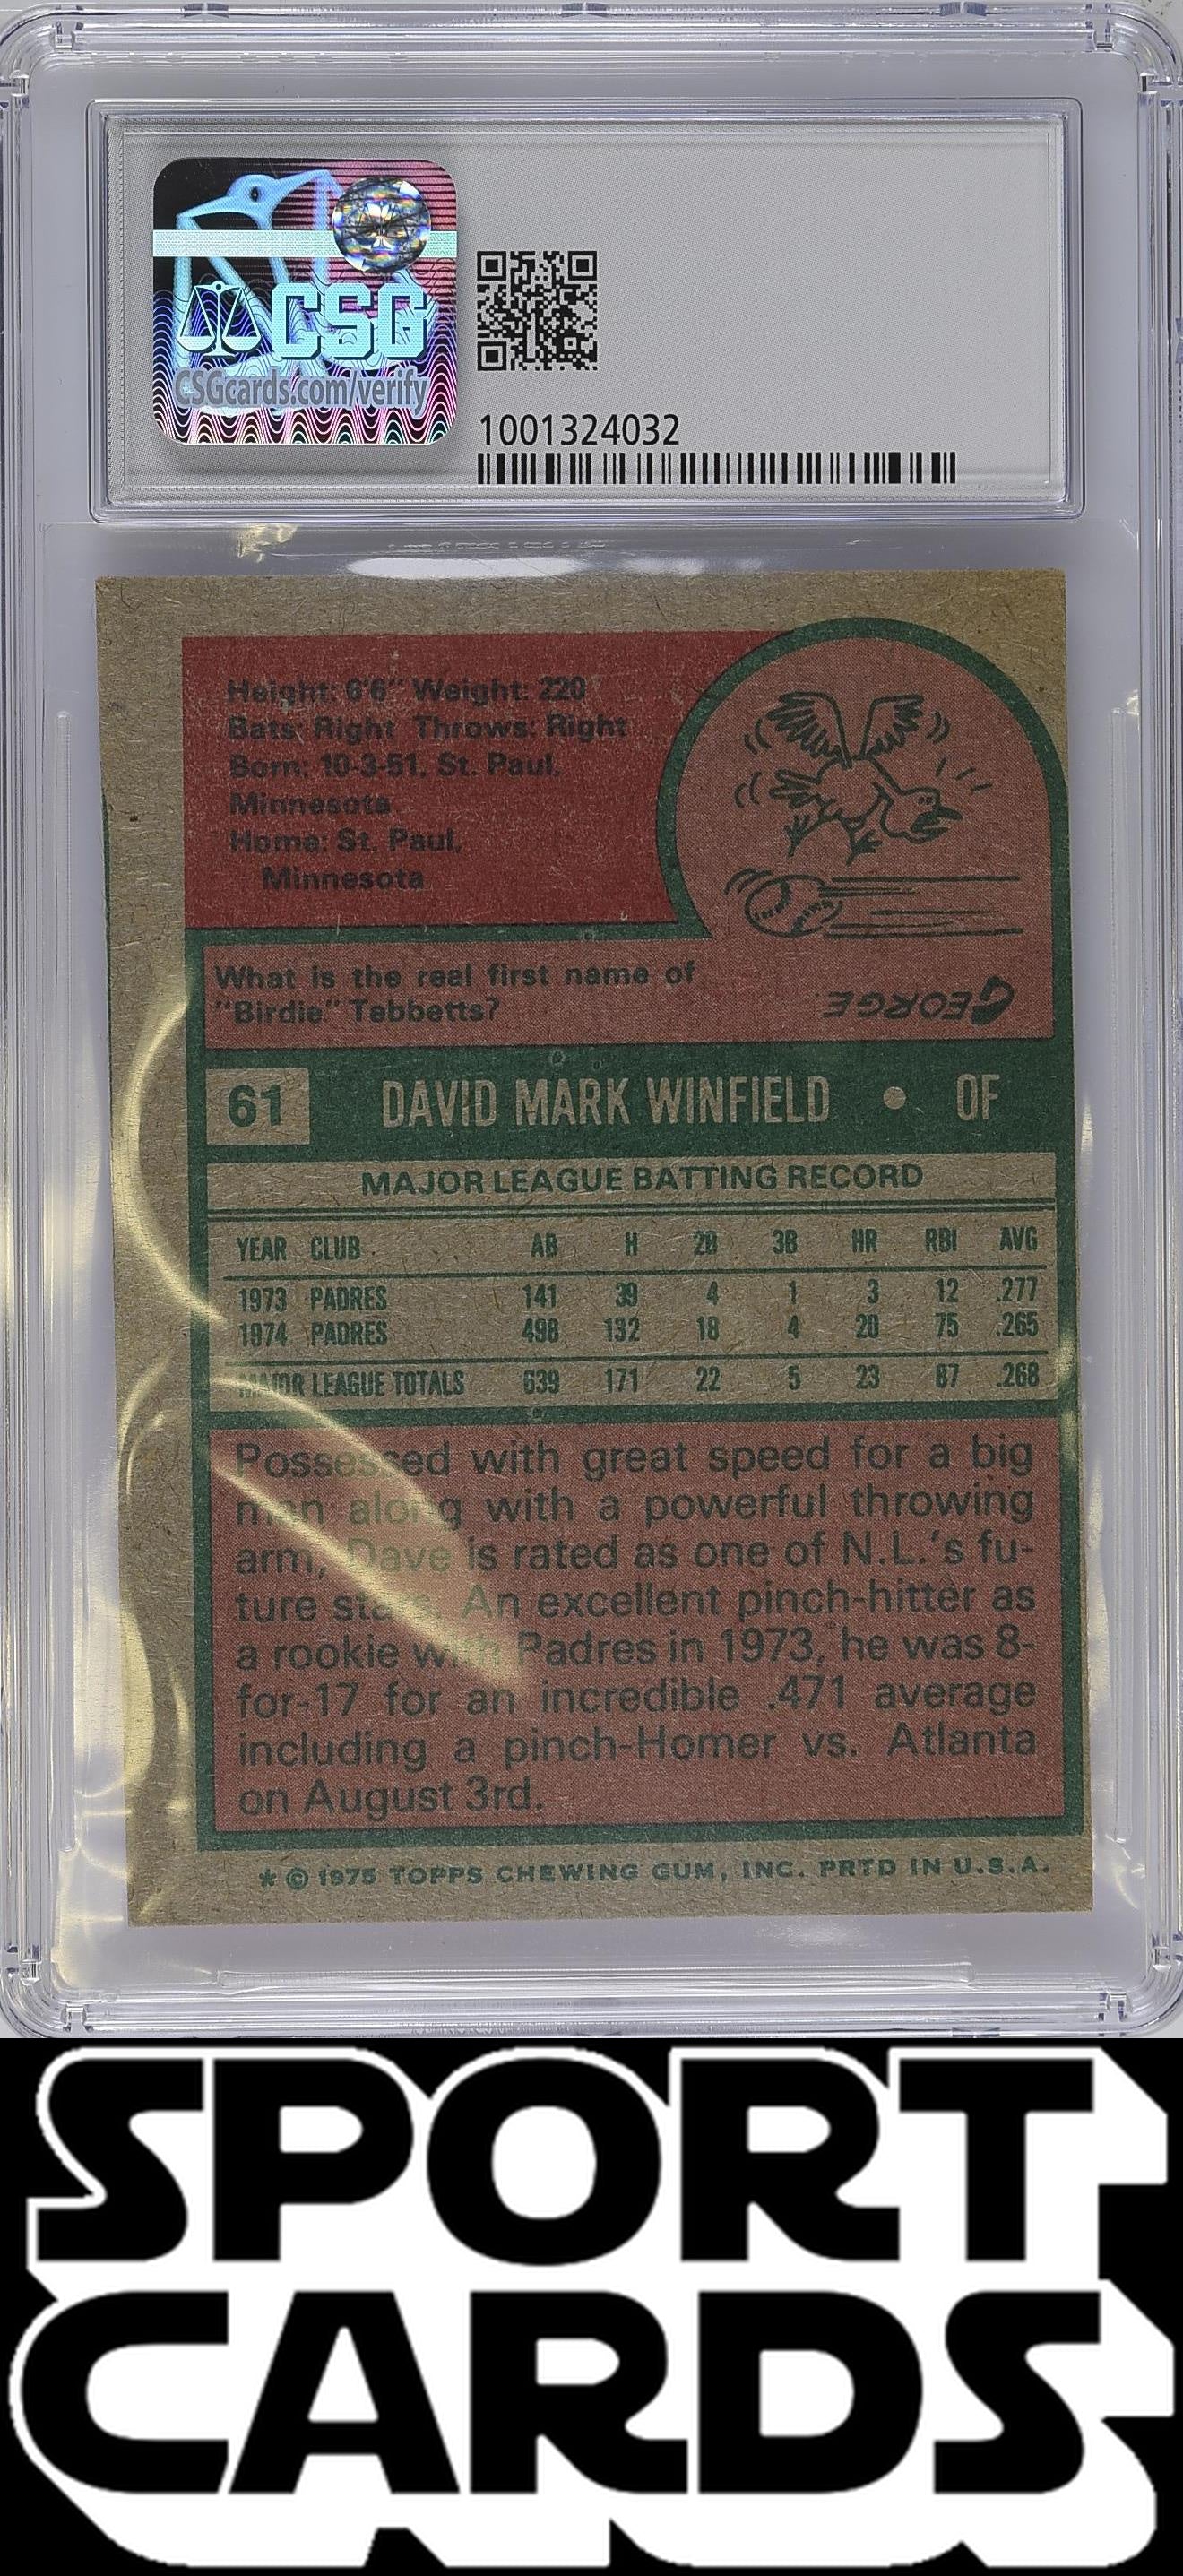 CSG
CSGcards.com/verify
1001324032
Height: 6'6" Weight: 220
Bats: Right Throws: Right
Born: 10-3-51, St. Paul,
Minnesota
Home: St. Paul,
Minnesota
What is the real first name of
"Birdie" Tebbetts?
GEORGE.
61 DAVID MARK WINFIELD • OF
MAJOR LEAGUE BATTING RECORD
YEAR CLUB AB H 2B 3B HR RBI AVG
1973 PADRES 141 39 4 1 3 12 .277
1974 PADRES 498 132 18 4 20 75 .265
MAJOR LEAGUE TOTALS 639 171 22 5 23 87 .268
Possessed with great speed for a big
man along with a powerful throwing
arm, Dave is rated as one of N.L.'s fu-
ture stars. An excellent pinch-hitter as
a rookie with Padres in 1973, he was 8-
for-17 for an incredible .471 average
including a pinch-Homer vs. Atlanta
on August 3rd.
* © 1975 TOPPS CHEWING GUM, INC. PRTD IN U.S.A.
SPORT
CARDS